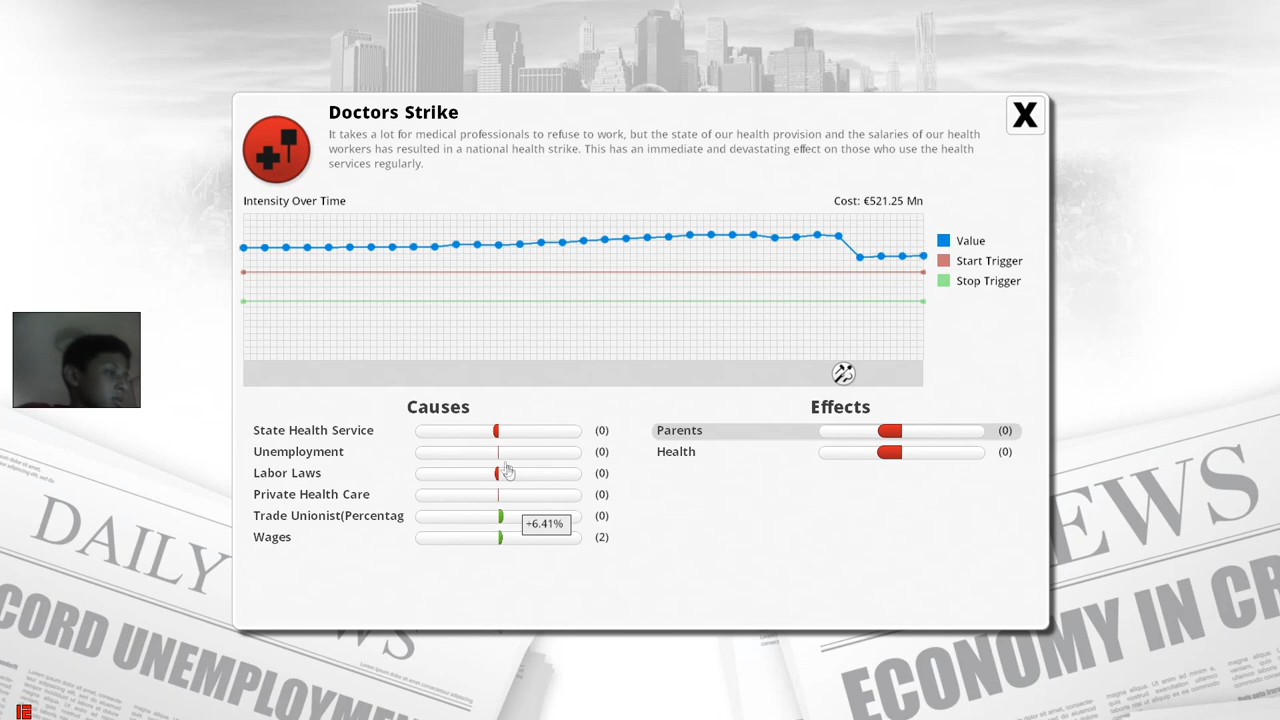 Doctors Strike
X
It takes a lot for medical professionals to refuse to work, but the state of our health provision and the salaries of our health
workers has resulted in a national health strike. This has an immediate and devastating effect on those who use the health
services regularly.
Intensity Over Time
Cost: €521.25 Mn
Value
Start Trigger
Stop Trigger
Causes
State Health Service (0)
Unemployment (0)
Labor Laws (0)
Private Health Care (0)
Trade Unionist(Percentag (0)
+6.41%
Wages (2)
Effects
Parents (0)
Health (0)
DAILY
CORD UNEMPLOYM
NEWS
ECONOMY IN CR
12